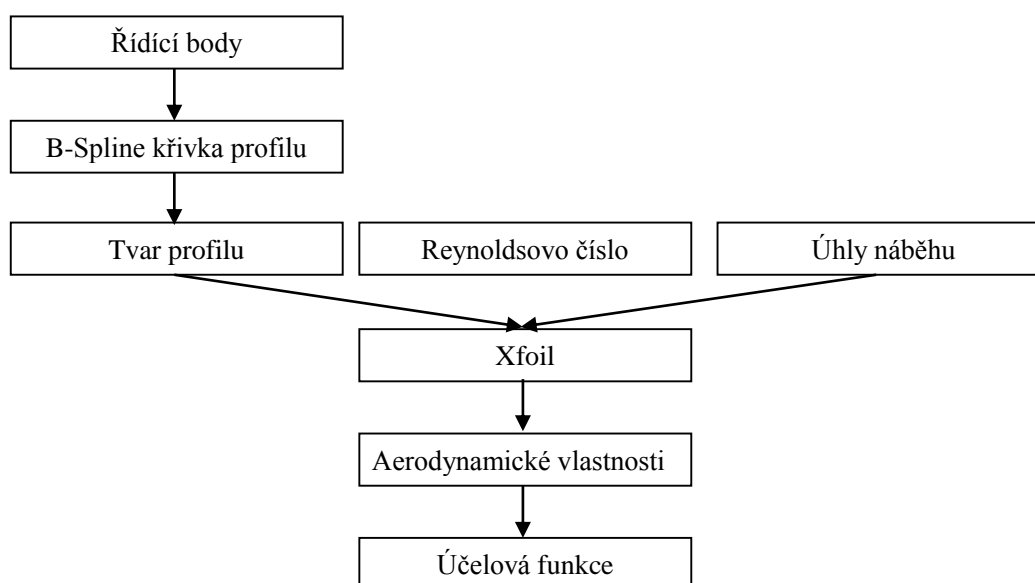 Řídící body
B-Spline křivka profilu
Tvar profilu
Reynoldsovo číslo
Úhly náběhu
Xfoil
Aerodynamické vlastnosti
Účelová funkce